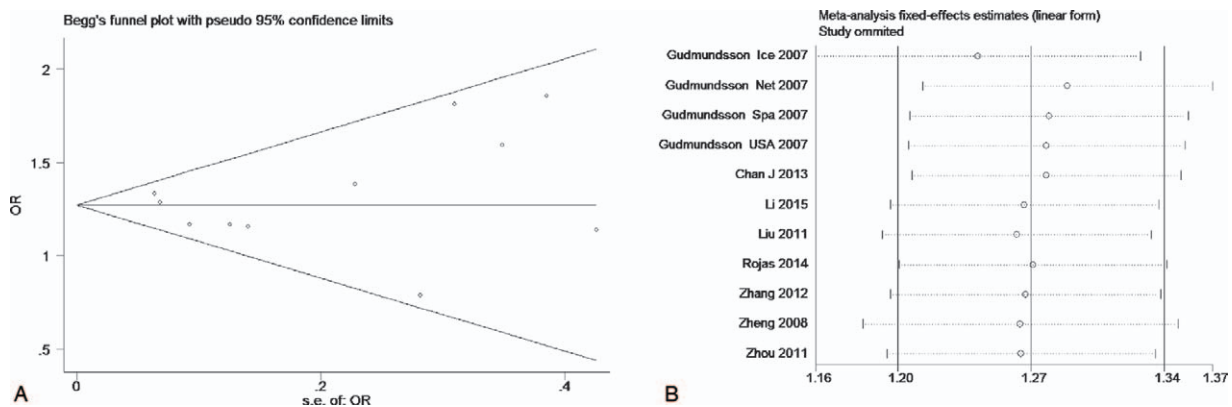 Begg's funnel plot with pseudo 95% confidence limits
2
1.5
OR
1
.5
0
.2
.4
s.e. of: OR
A
Meta-analysis fixed-effects estimates (linear form)
Study ommited
Gudmundsson Ice 2007
Gudmundsson Net 2007
Gudmundsson Spa 2007
Gudmundsson USA 2007
Chan J 2013
Li 2015
Liu 2011
Rojas 2014
Zhang 2012
Zheng 2008
Zhou 2011
1.16 1.20 1.27 1.34 1.37
B